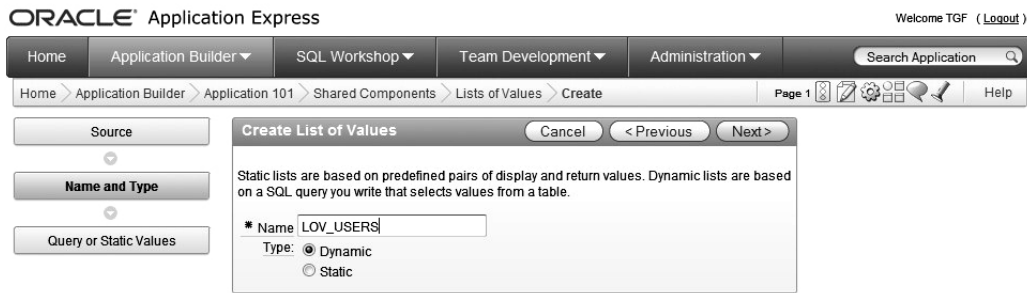 ORACLE Application Express
Welcome TGF ( Logout )
Home Application Builder SQL Workshop Team Development Administration Search Application
Home Application Builder Application 101 Shared Components Lists of Values Create Page 1 Help
Source
Name and Type
Query or Static Values
Create List of Values Cancel < Previous Next >
Static lists are based on predefined pairs of display and return values. Dynamic lists are based
on a SQL query you write that selects values from a table.
* Name LOV_USERS
Type: Dynamic
Static